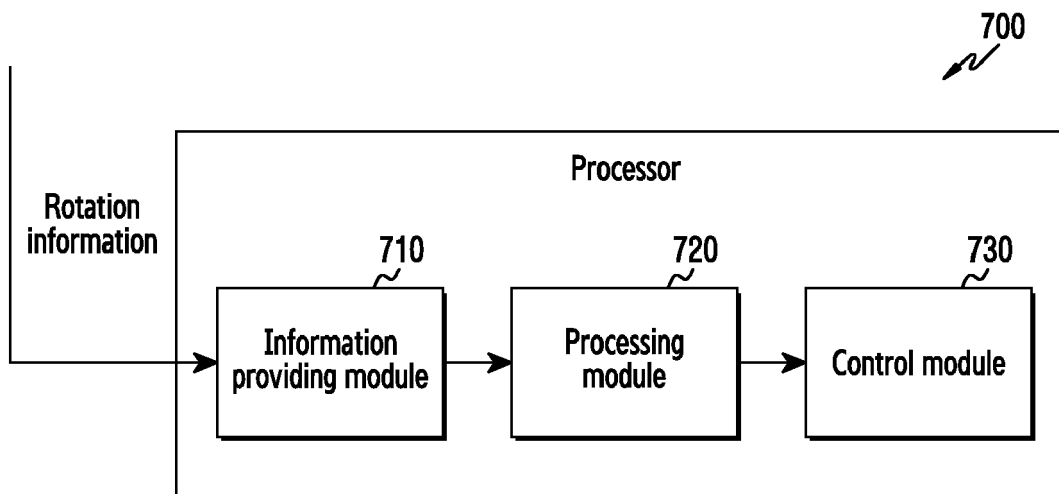 700
Processor
Rotation
information
710
720
730
Information
providing module
Processing
module
Control module